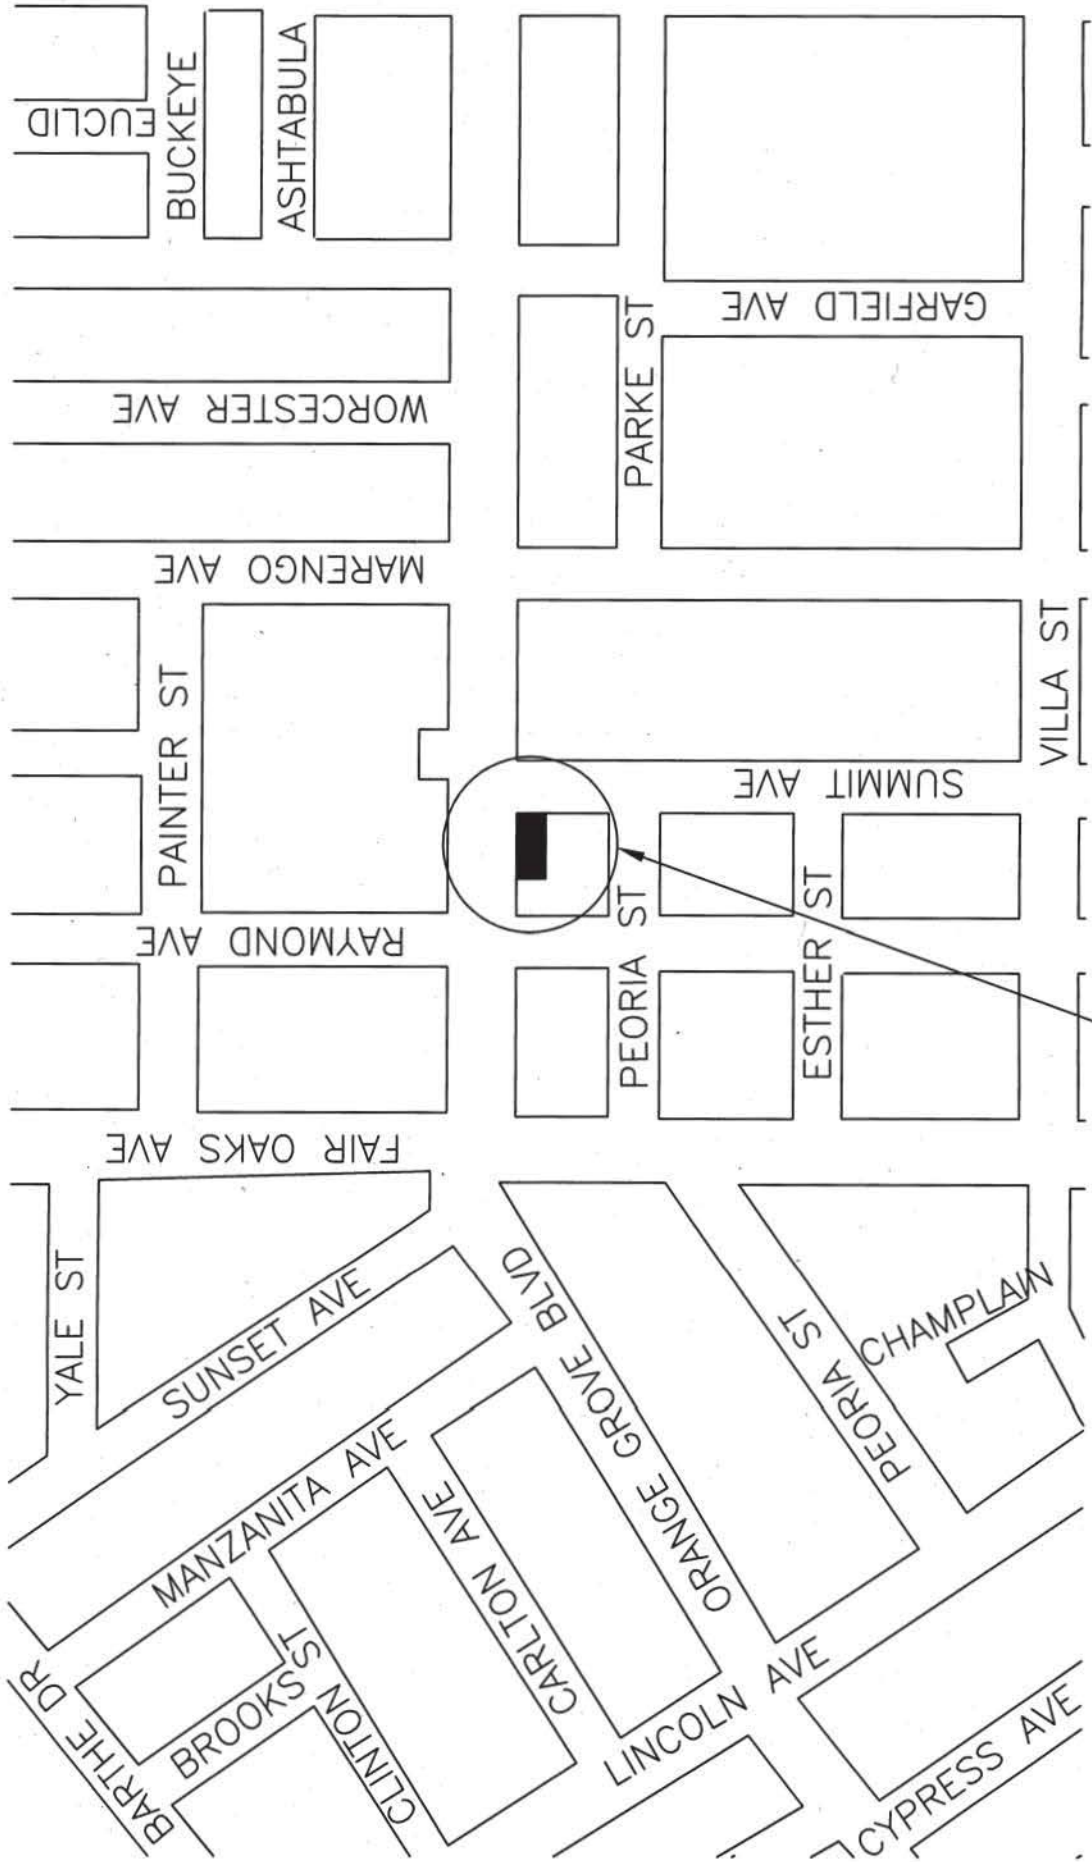 EUCLID
BUCKEYE
ASHTABULA
GARFIELD AVE
WORCESTER AVE
PARKE ST
MARENGO AVE
PAINTER ST
VILLA ST
SUMMIT AVE
RAYMOND AVE
PEORIA ST
ESTHER ST
FAIR OAKS AVE
YALE ST
SUNSET AVE
ORANGE GROVE BLVD
PEORIA ST
CHAMPLAIN
MANZANITA AVE
CARLTON AVE
BROOKS ST
CLINTON
BARTHE DR
LINCOLN AVE
CYPRESS AVE